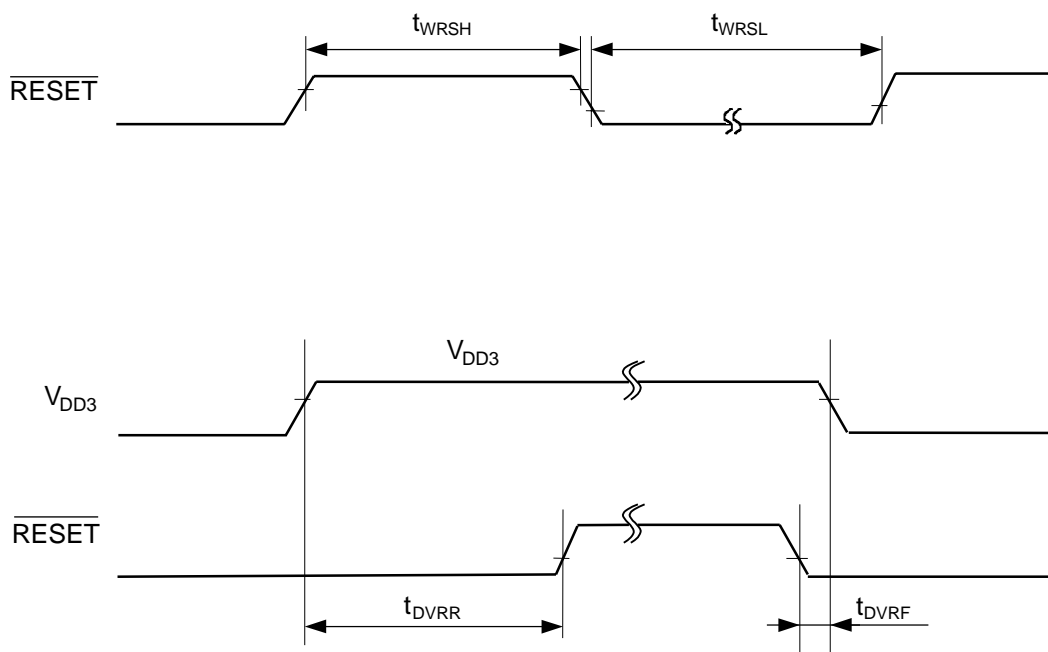 tWRSH
tWRSL
RESET
VDD3
VDD3
RESET
tDVRR
tDVRF